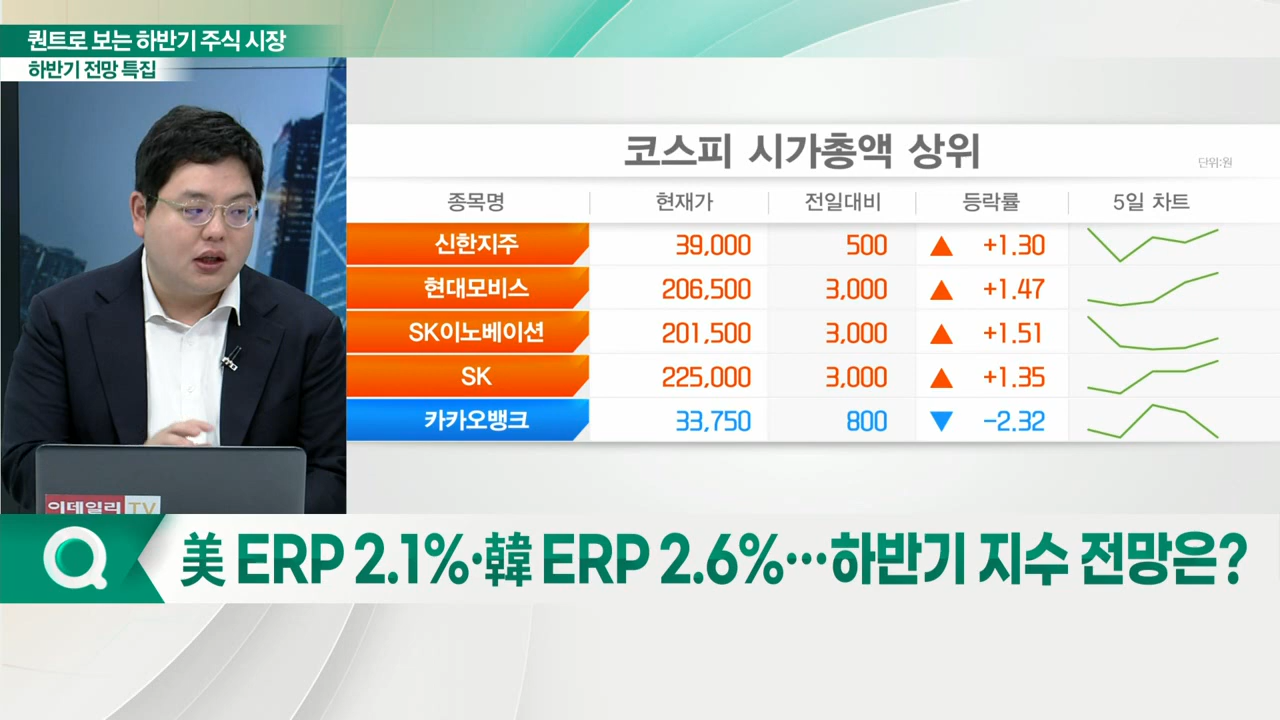 퀀트로 보는 하반기 주식 시장
하반기 전망 특집
코스피 시가총액 상위
단위:원
종목명 현재가 전일대비 등락률 5일 차트
신한지주 39,000 500 ▲ +1.30
현대모비스 206,500 3,000 ▲ +1.47
SK이노베이션 201,500 3,000 ▲ +1.51
SK 225,000 3,000 ▲ +1.35
카카오뱅크 33,750 800 ▼ -2.32
이데일리 TV
美 ERP 2.1%·韓 ERP 2.6%…하반기 지수 전망은?